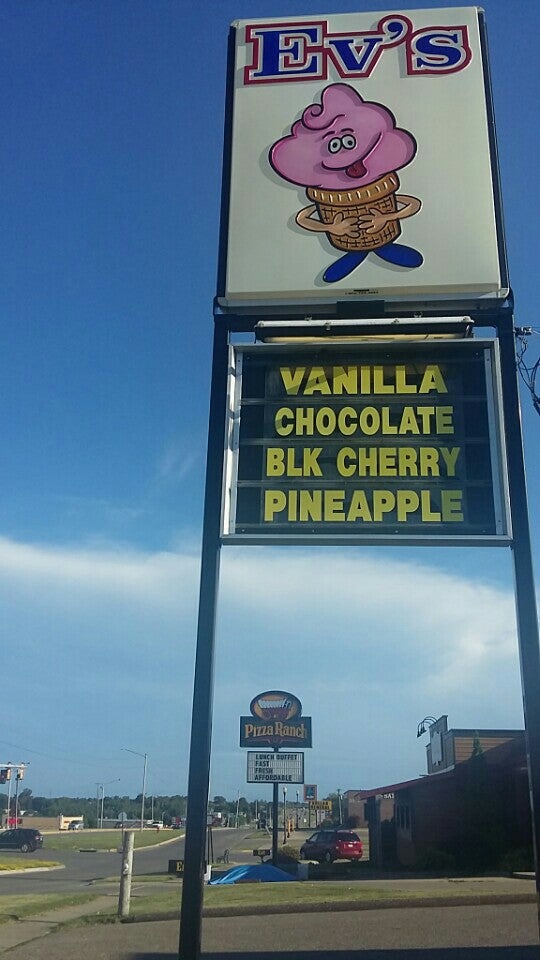 Ev's
VANILLA
CHOCOLATE
BLK CHERRY
PINEAPPLE
Pizza Ranch
LUNCH BUFFET
FAST
FRESH
AFFORDABLE